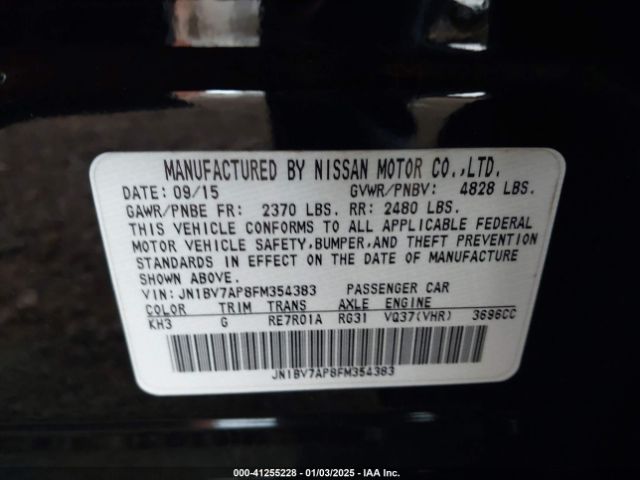 MANUFACTURED BY NISSAN MOTOR CO.,LTD.
DATE: 09/15 GVWR/PNBV: 4828 LBS.
GAWR/PNBE FR: 2370 LBS. RR: 2480 LBS.
THIS VEHICLE CONFORMS TO ALL APPLICABLE FEDERAL
MOTOR VEHICLE SAFETY,BUMPER,AND THEFT PREVENTION
STANDARDS IN EFFECT ON THE DATE OF MANUFACTURE
SHOWN ABOVE.
VIN: JN1BV7AP8FM354383 PASSENGER CAR
COLOR TRIM TRANS AXLE ENGINE
KH3 G RE7R01A RG31 VQ37(VHR) 3696CC
JN1BV7AP8FM354383
000-41255228 - 01/03/2025 - IAA Inc.